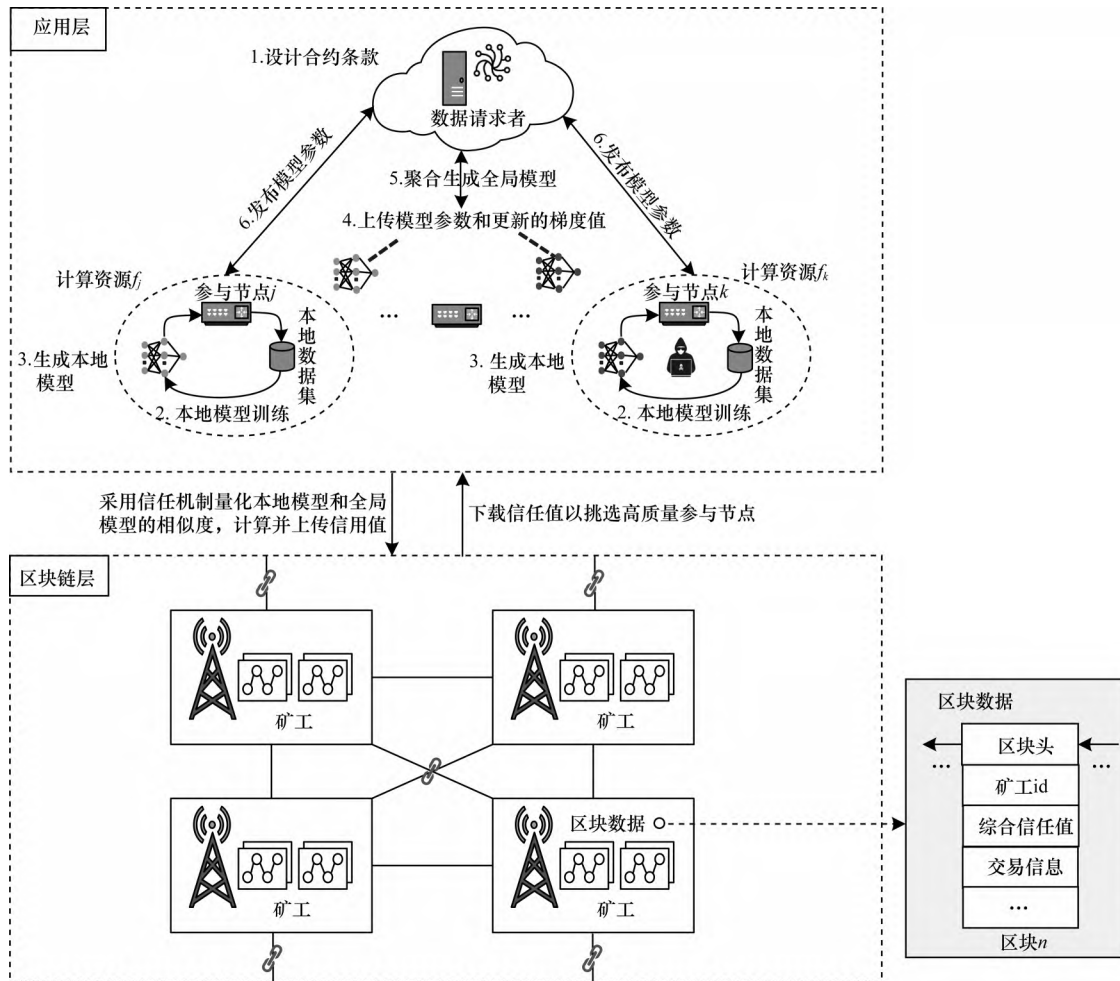 应用层
1.设计合约条款
数据请求者
6.发布模型参数
6.发布模型参数
5.聚合生成全局模型
4.上传模型参数和更新的梯度值
计算资源fj
计算资源fk
参与节点j
本地数据集
3.生成本地
模型
2. 本地模型训练
...
...
参与节点k
本地数据集
3. 生成本地
模型
2. 本地模型训练
采用信任机制量化本地模型和全局
模型的相似度，计算并上传信用值
下载信任值以挑选高质量参与节点
区块链层
矿工
矿工
矿工
区块数据
矿工
区块数据
区块头
...
...
矿工id
综合信任值
交易信息
...
区块n